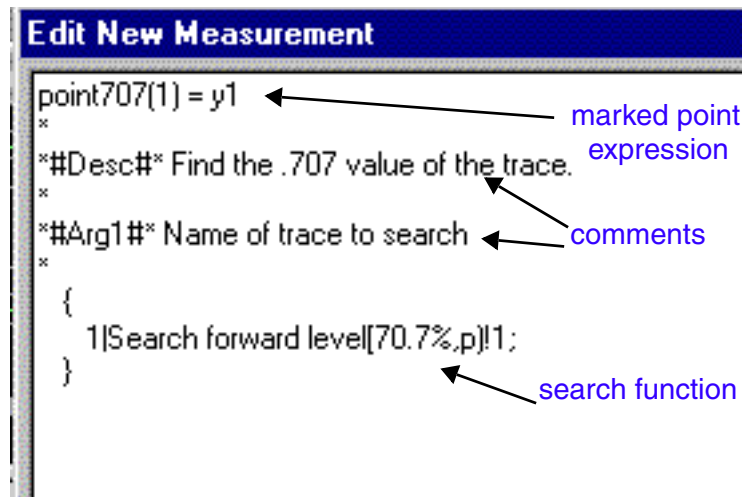 Edit New Measurement
point707(1) = y1
marked point
expression
*
*#Desc#* Find the .707 value of the trace.
*
*#Arg1#* Name of trace to search
comments
*
{
1|Search forward level[70.7%,p)!1;
}
search function